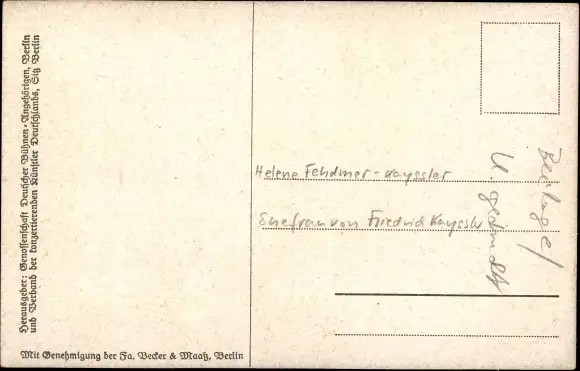 Herausgeber: Genossenschaft Deutscher Bühnen-Angehörigen, Berlin
und Verband der konzertierenden Künstler Deutschlands, Sitz Berlin
Mit Genehmigung der Fa. Becker & Maaß, Berlin
Helene Fehdmer-Kayssler
Ehefrau von Friedrich Kayssler